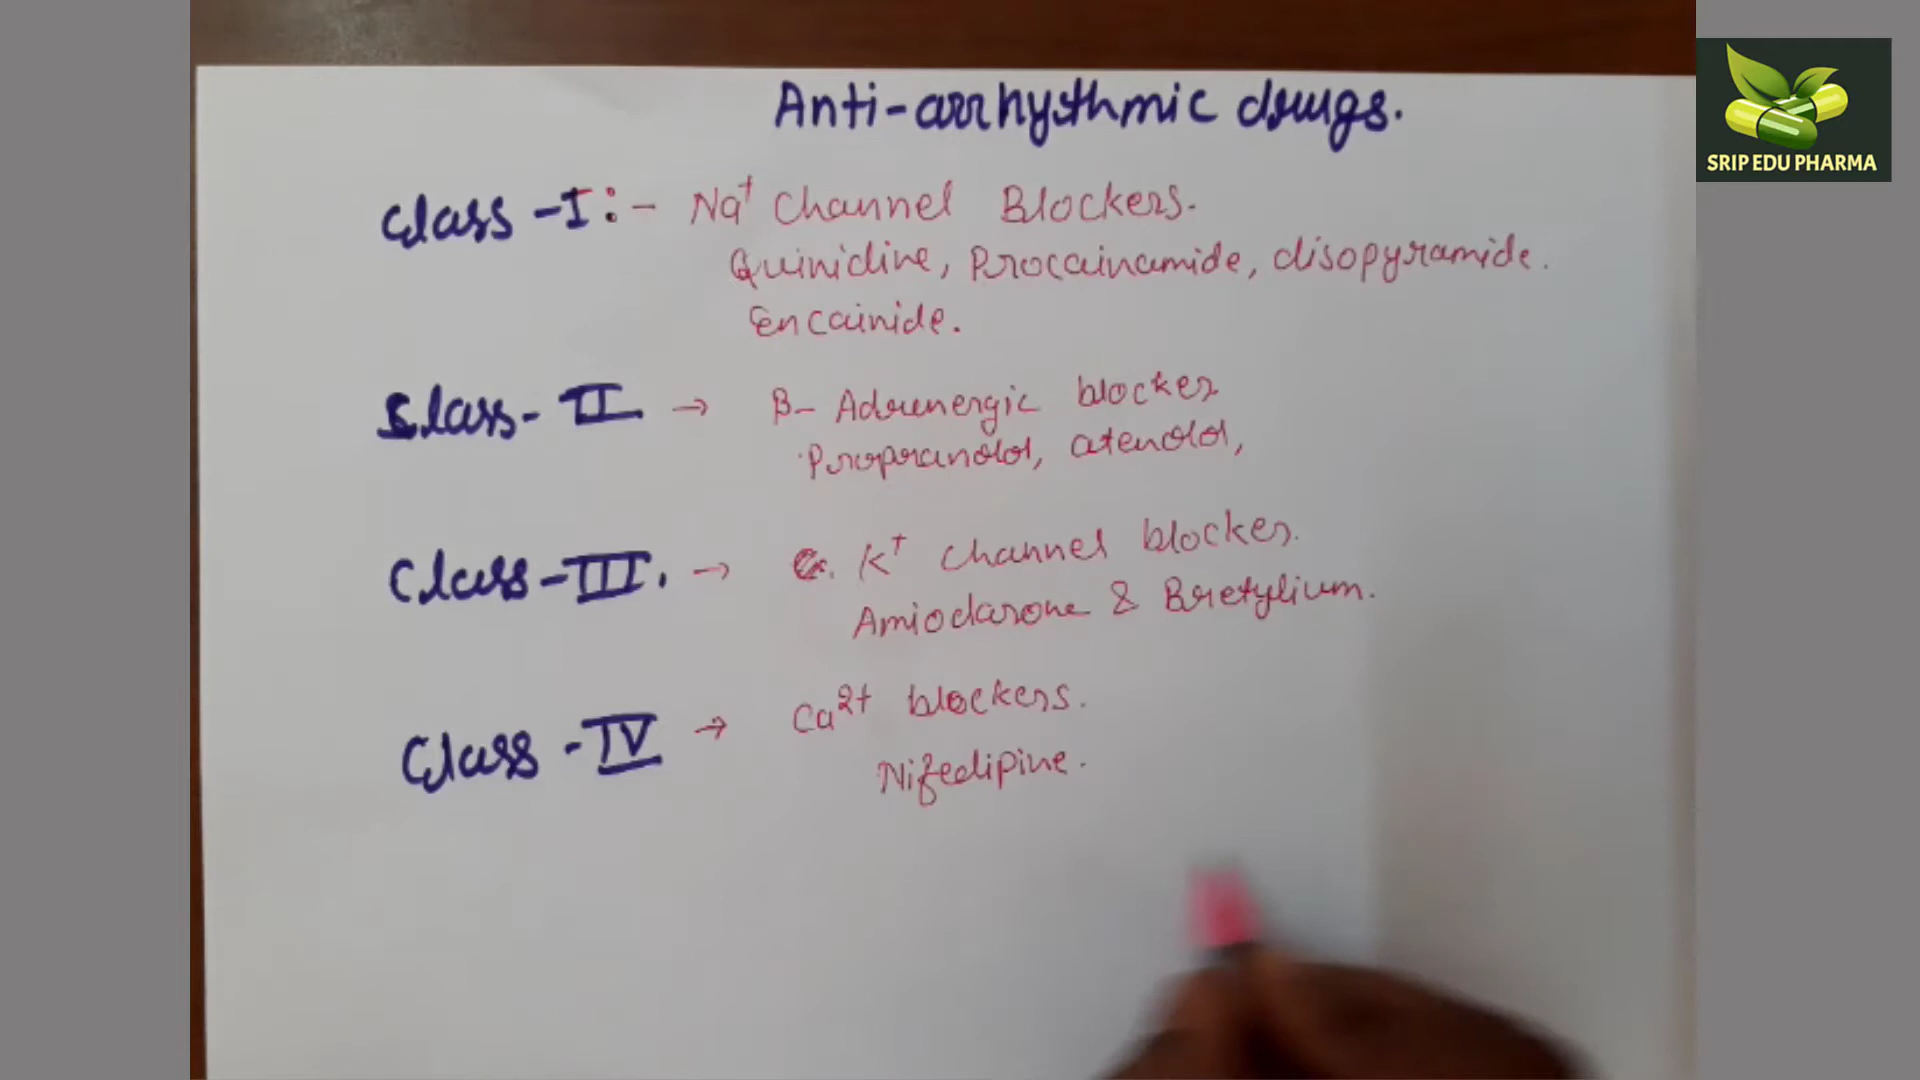 Anti-arrhythmic drugs.
SRIP EDU PHARMA
Class -I :- Na+ Channel Blockers.
Quinidine, Procainamide, disopyramide.
Encainide.
Class - II → β- Adrenergic blocker
Propranolol, atenolol,
Class - III. → K+ channel blocker.
Amiodarone & Bretylium.
Class - IV → Ca2+ blockers.
Nifedipine.